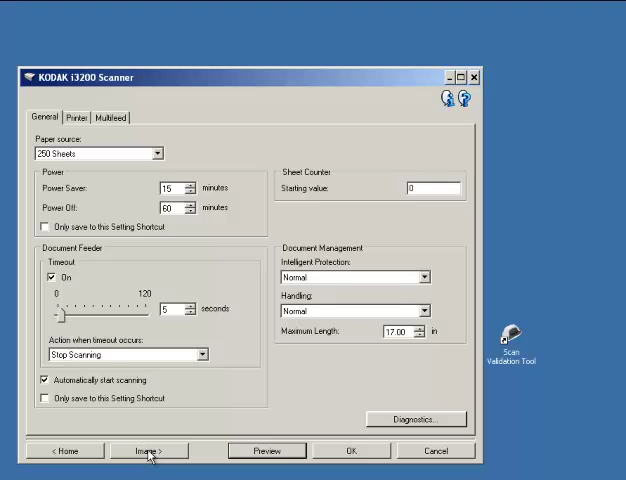 KODAK i3200 Scanner
General Printer Multifeed
Paper source:
250 Sheets
Power
Power Saver: 15 minutes
Power Off: 60 minutes
Only save to this Setting Shortcut
Sheet Counter
Starting value: 0
Document Feeder
Timeout
On
0 120
5 seconds
Action when timeout occurs:
Stop Scanning
Automatically start scanning
Only save to this Setting Shortcut
Document Management
Intelligent Protection:
Normal
Handling:
Normal
Maximum Length: 17.00 in
Diagnostics...
< Home Image > Preview OK Cancel
Scan
Validation Tool